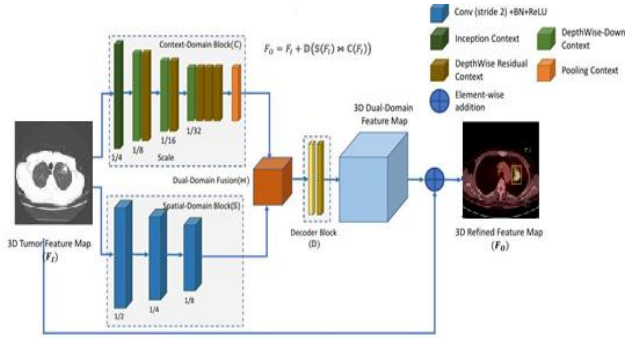 Context-Domain Block(C)
F_O = F_I + 𝔻(𝕊(F_I) ⋈ ℂ(F_I))
Conv (stride 2) +BN+ReLU
Inception Context
DepthWise-Down Context
DepthWise Residual Context
Pooling Context
Element-wise addition
1/4
1/8
1/16
1/32
Scale
3D Dual-Domain
Feature Map
Dual-Domain Fusion(⋈)
Spatial-Domain Block(S)
3D Tumor Feature Map
(F_I)
Decoder Block
(D)
3D Refined Feature Map
(F_O)
1/2
1/4
1/8